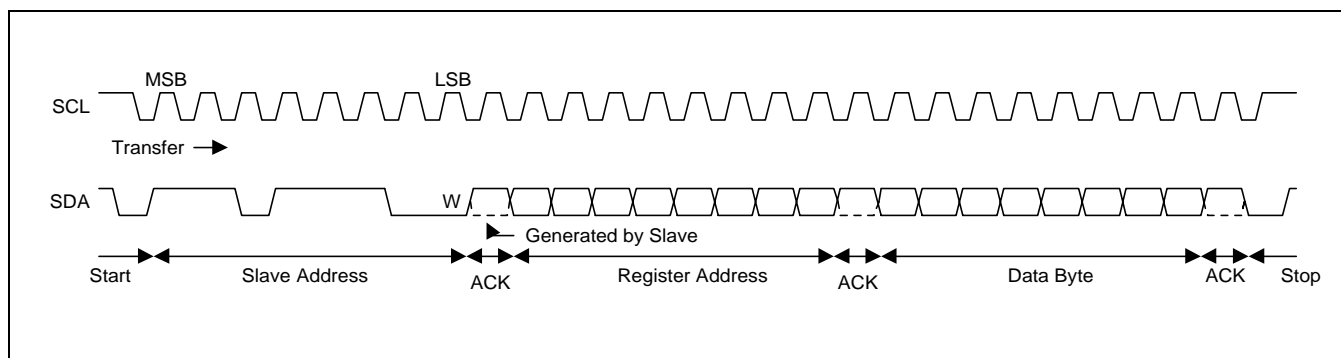 MSB
LSB
SCL
Transfer
SDA
W
Generated by Slave
Start
Slave Address
ACK
Register Address
ACK
Data Byte
ACK
Stop